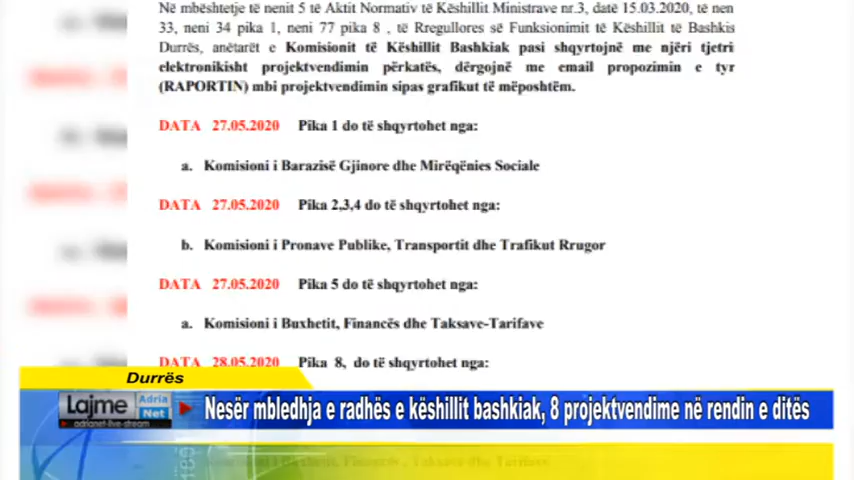 Në mbështetje të nenit 5 të Aktit Normativ të Këshillit Ministrave nr.3, datë 15.03.2020, të nen
33, neni 34 pika 1, neni 77 pika 8 , të Rregullores së Funksionimit të Këshillit të Bashkis
Durrës, anëtarët e Komisionit të Këshillit Bashkiak pasi shqyrtojnë me njëri tjetri
elektronikisht projektvendimin përkatës, dërgojnë me email propozimin e tyr
(RAPORTIN) mbi projektvendimin sipas grafikut të mëposhtëm.
DATA 27.05.2020 Pika 1 do të shqyrtohet nga:
a. Komisioni i Barazisë Gjinore dhe Mirëqënies Sociale
DATA 27.05.2020 Pika 2,3,4 do të shqyrtohet nga:
b. Komisioni i Pronave Publike, Transportit dhe Trafikut Rrugor
DATA 27.05.2020 Pika 5 do të shqyrtohet nga:
a. Komisioni i Buxhetit, Financës dhe Taksave-Tarifave
DATA 28.05.2020 Pika 8, do të shqyrtohet nga:
Durrës
Lajme Adria Net
adrianet-live-stream
Nesër mbledhja e radhës e këshillit bashkiak, 8 projektvendime në rendin e ditës